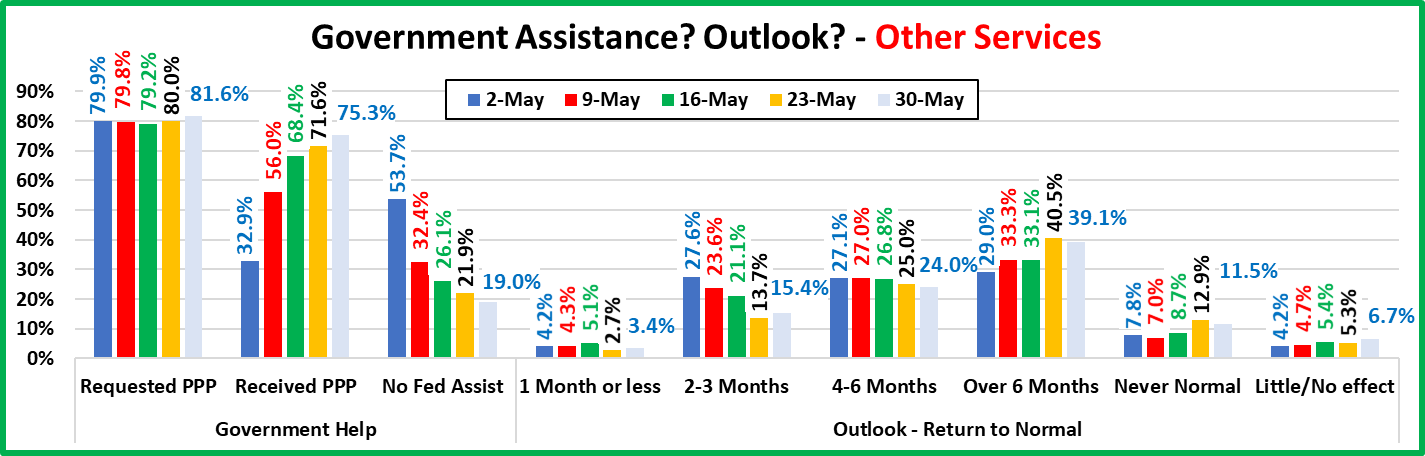 Government Assistance? Outlook? - Other Services
2-May 9-May 16-May 23-May 30-May
90%
80%
70%
60%
50%
40%
30%
20%
10%
0%
79.9% 79.8% 79.2% 80.0% 81.6%
32.9% 56.0% 68.4% 71.6% 75.3%
53.7% 32.4% 26.1% 21.9% 19.0%
4.2% 4.3% 5.1% 2.7% 3.4%
27.6% 23.6% 21.1% 13.7% 15.4%
27.1% 27.0% 26.8% 25.0% 24.0%
29.0% 33.3% 33.1% 40.5% 39.1%
7.8% 7.0% 8.7% 12.9% 11.5%
4.2% 4.7% 5.4% 5.3% 6.7%
Requested PPP Received PPP No Fed Assist 1 Month or less 2-3 Months 4-6 Months Over 6 Months Never Normal Little/No effect
Government Help Outlook - Return to Normal